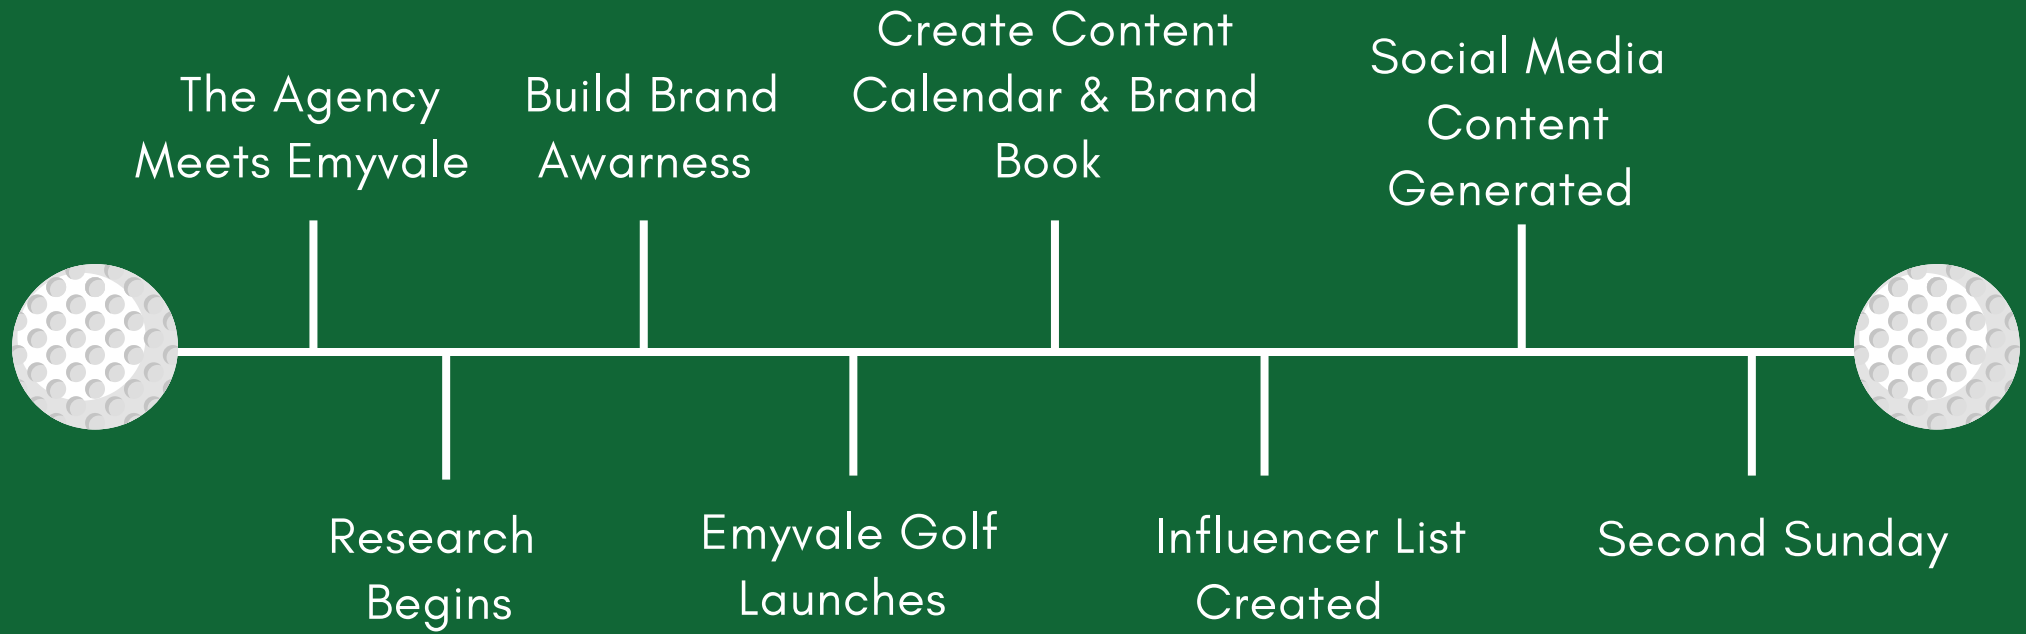 The Agency
Meets Emyvale
Research
Begins
Build Brand
Awarness
Emyvale Golf
Launches
Create Content
Calendar & Brand
Book
Influencer List
Created
Social Media
Content
Generated
Second Sunday